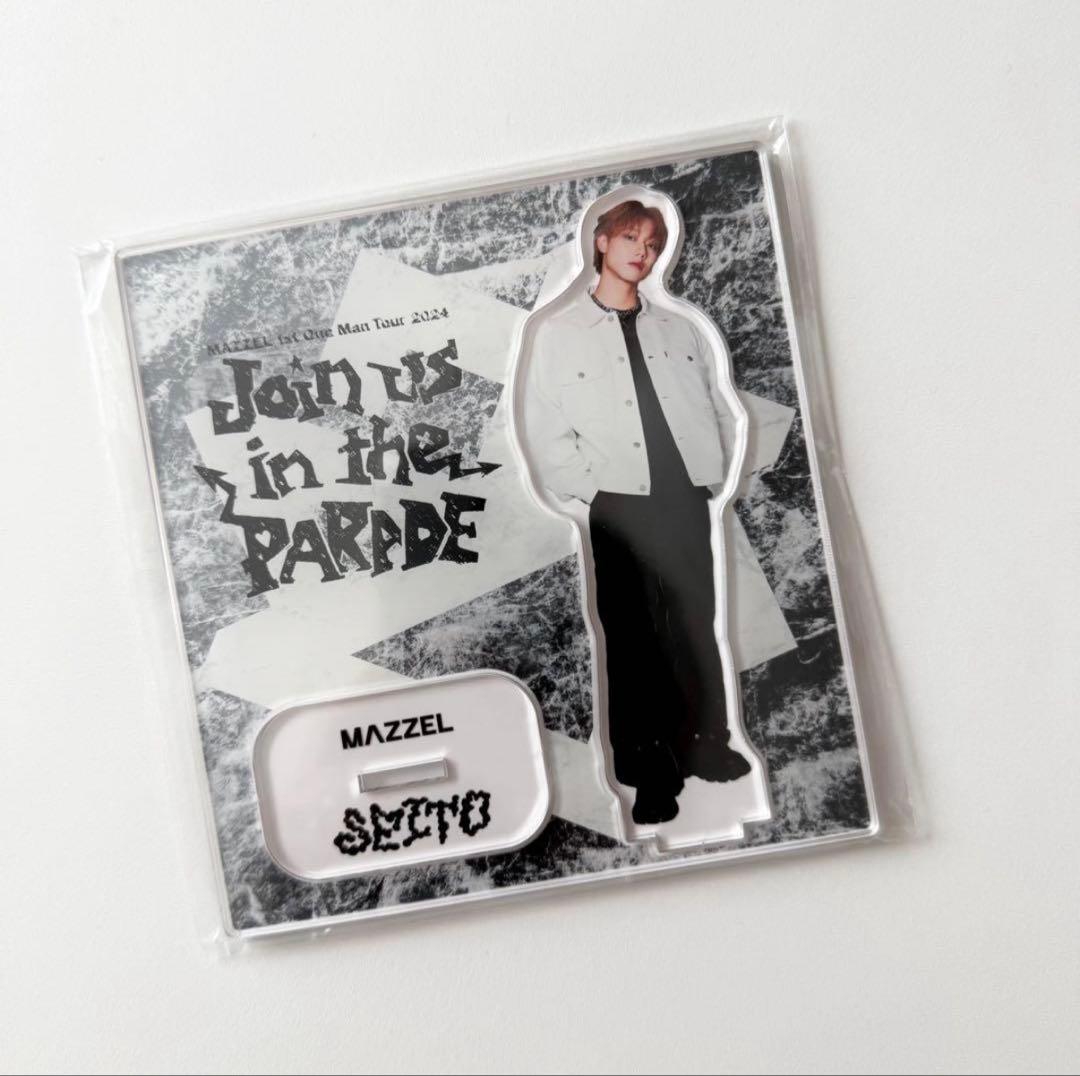 MAZZEL 1st One Man Tour 2024
Join us
in the
PARADE
MAZZEL
SEITO